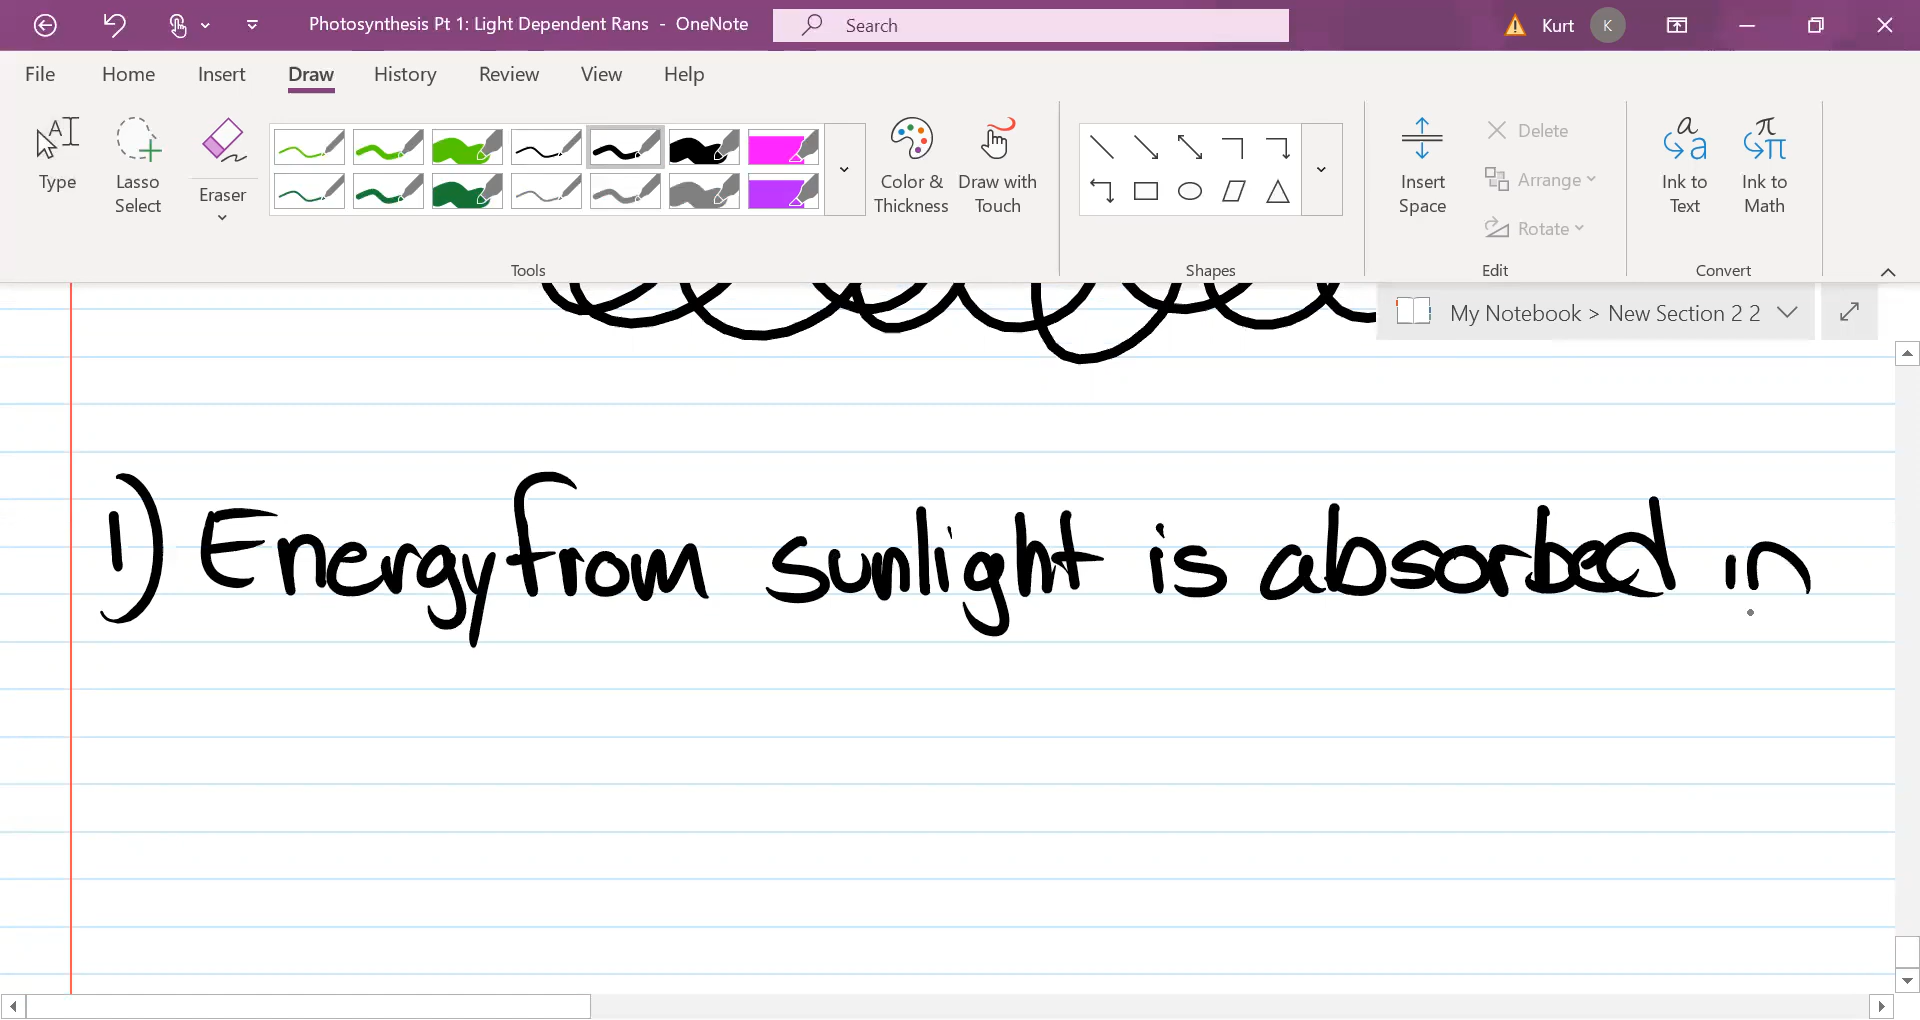 Photosynthesis Pt 1: Light Dependent Rans - OneNote
Search
Kurt
K
File Home Insert Draw History Review View Help
Type
Lasso Select
Eraser
Color & Thickness
Draw with Touch
Insert Space
Delete
Arrange
Rotate
Ink to Text
Ink to Math
Tools
Shapes
Edit
Convert
My Notebook > New Section 2 2
1) Energy from sunlight is absorbed in